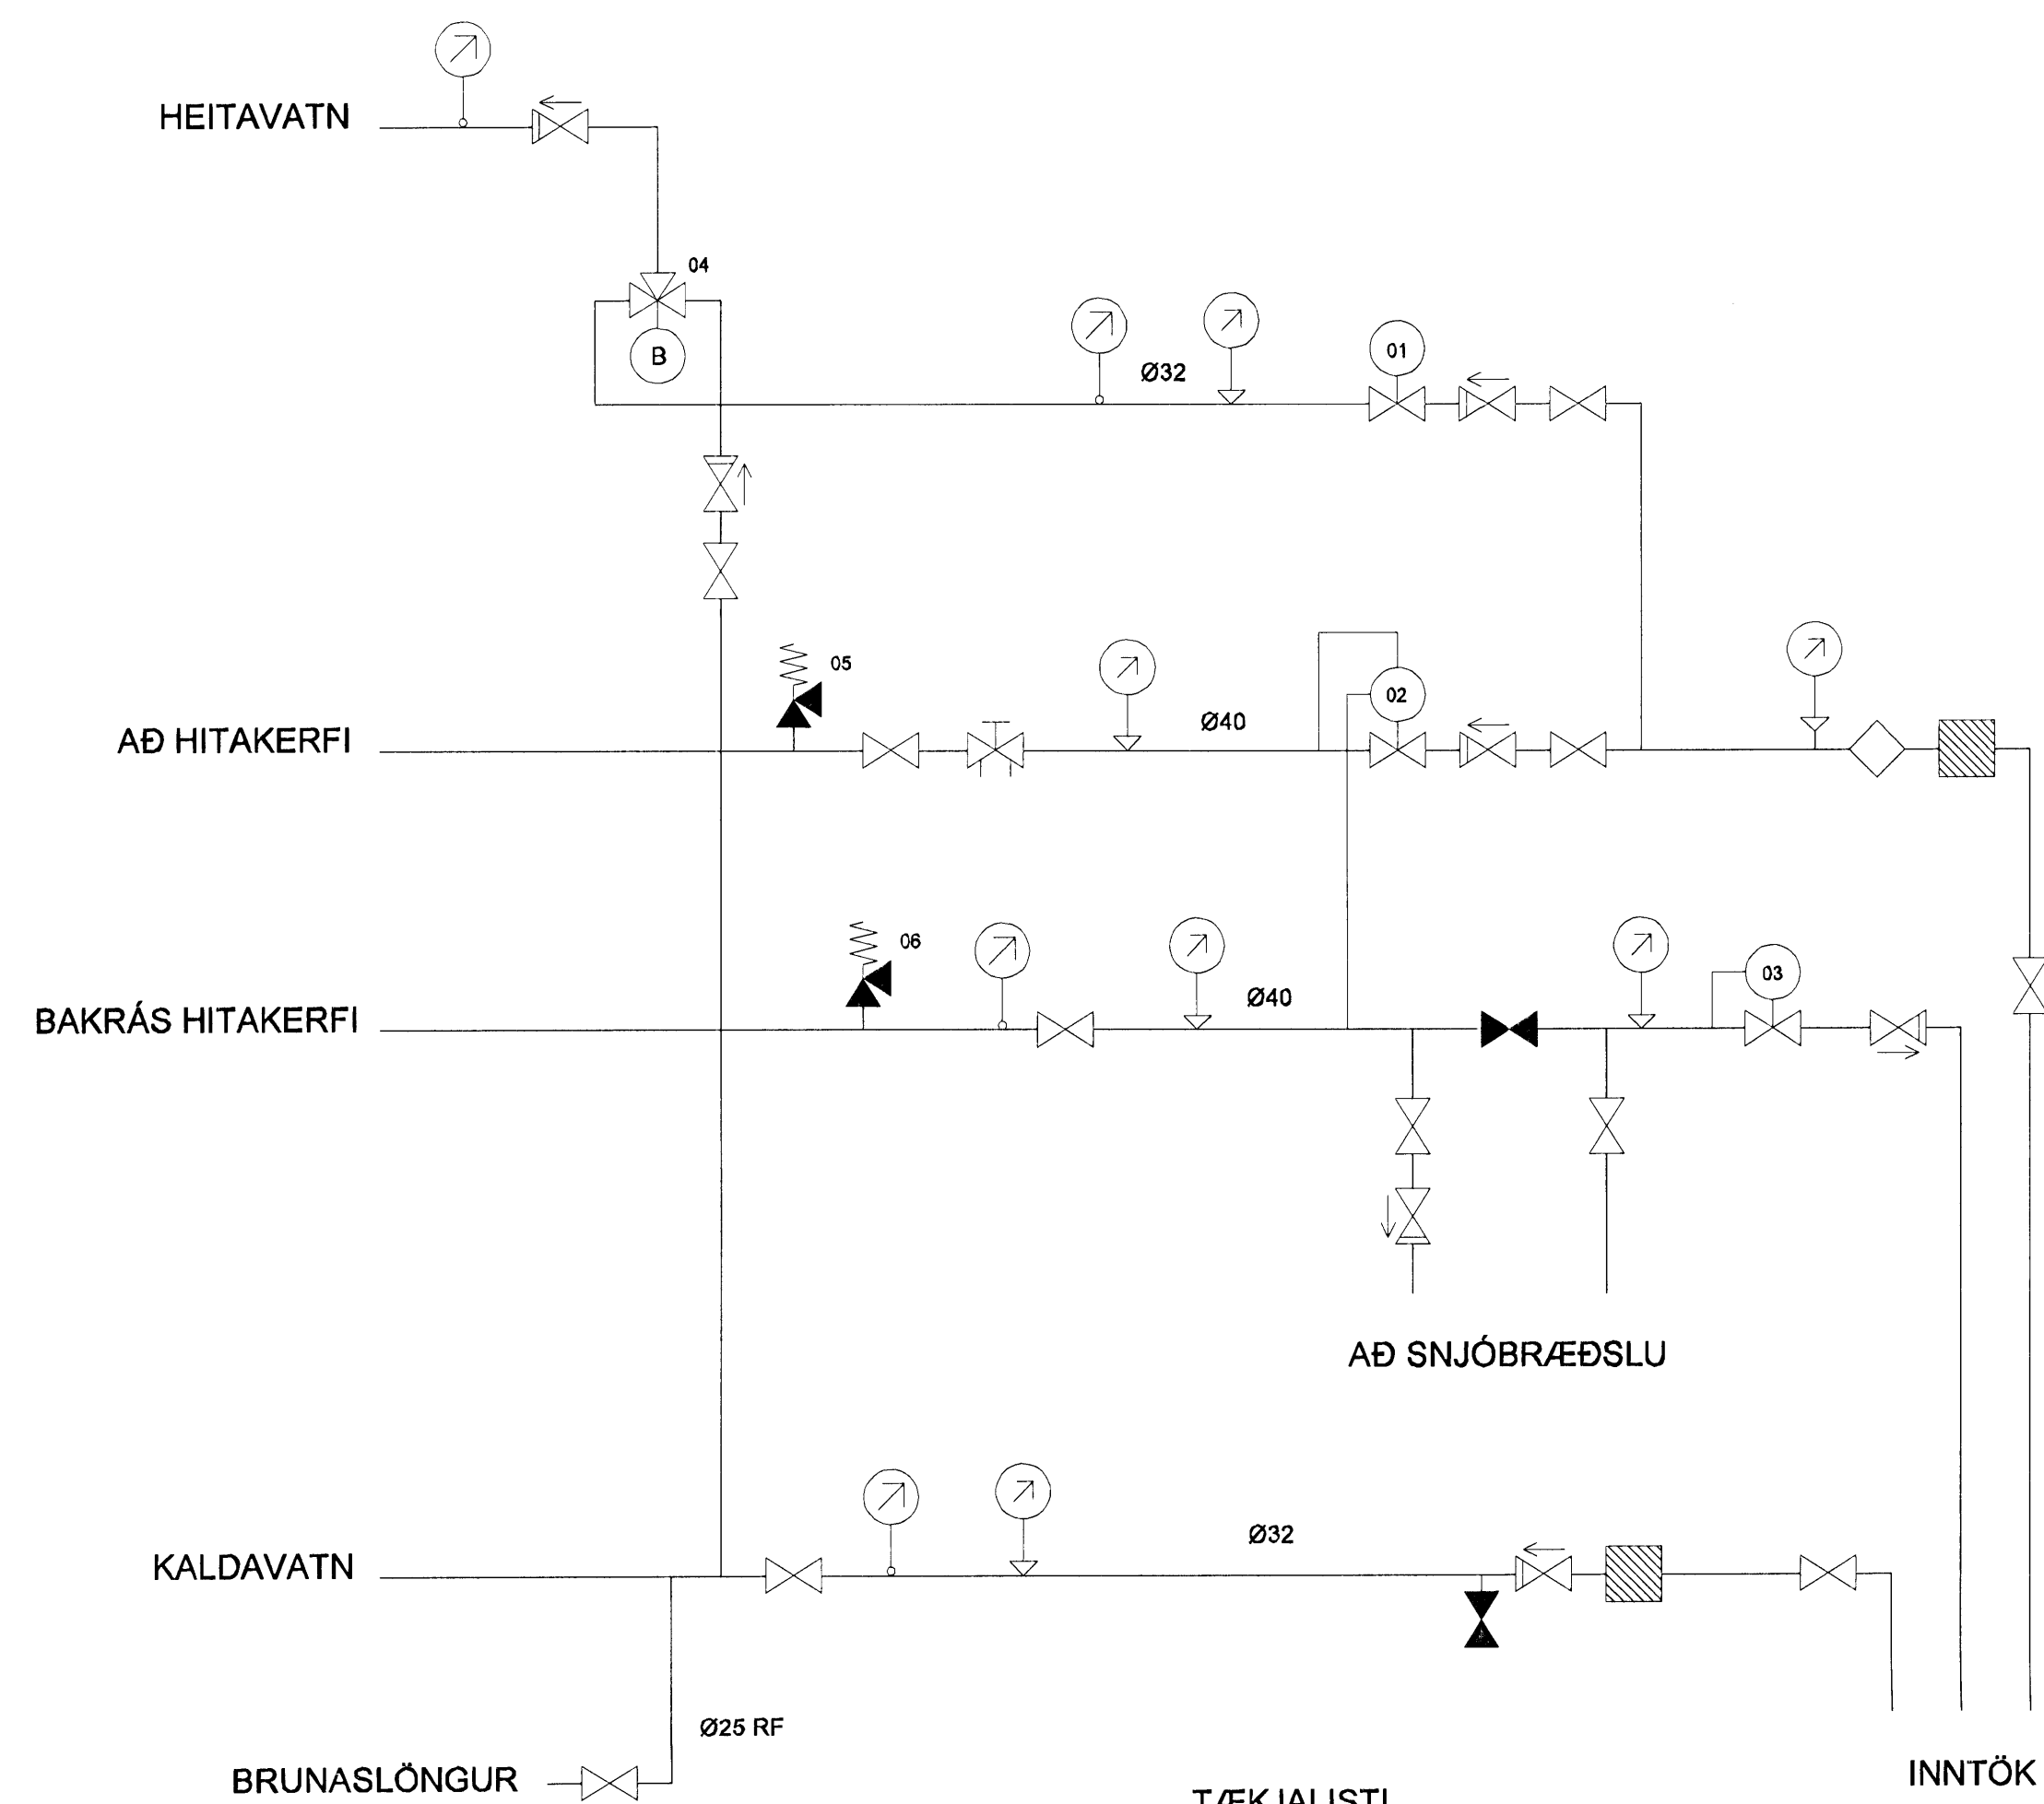 HEITAVATN
04
B
Ø32
01
05
AÐ HITAKERFI
Ø40
02
06
BAKRÁS HITAKERFI
Ø40
03
AÐ SNJÓBRÆÐSLU
KALDAVATN
Ø32
Ø25 RF
BRUNASLÖNGUR
INNTÖK
TÆKJALISTI